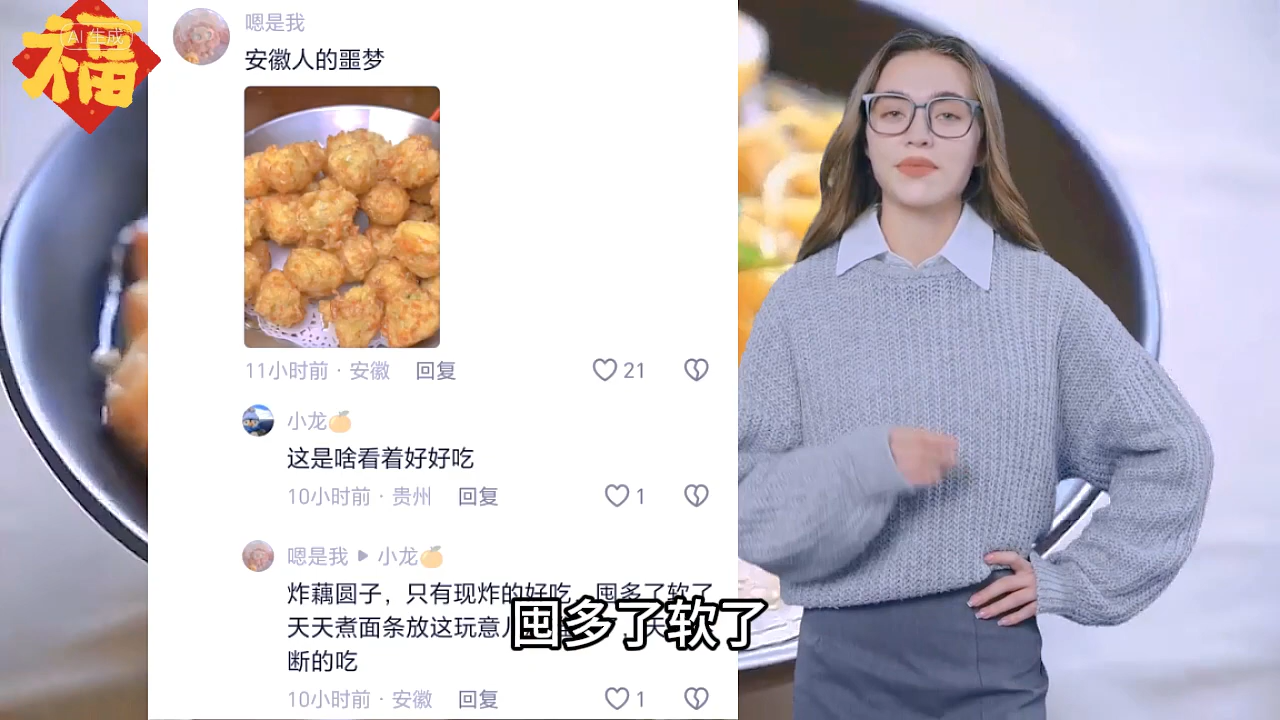 福
AI 生成
嗯是我
安徽人的噩梦
11小时前 · 安徽 回复 21
小龙
这是啥看着好好吃
10小时前 · 贵州 回复 1
嗯是我 ▶ 小龙
炸藕圆子，只有现炸的好吃，囤多了软了
天天煮面条放这玩意儿
断的吃
囤多了软了
10小时前 · 安徽 回复 1